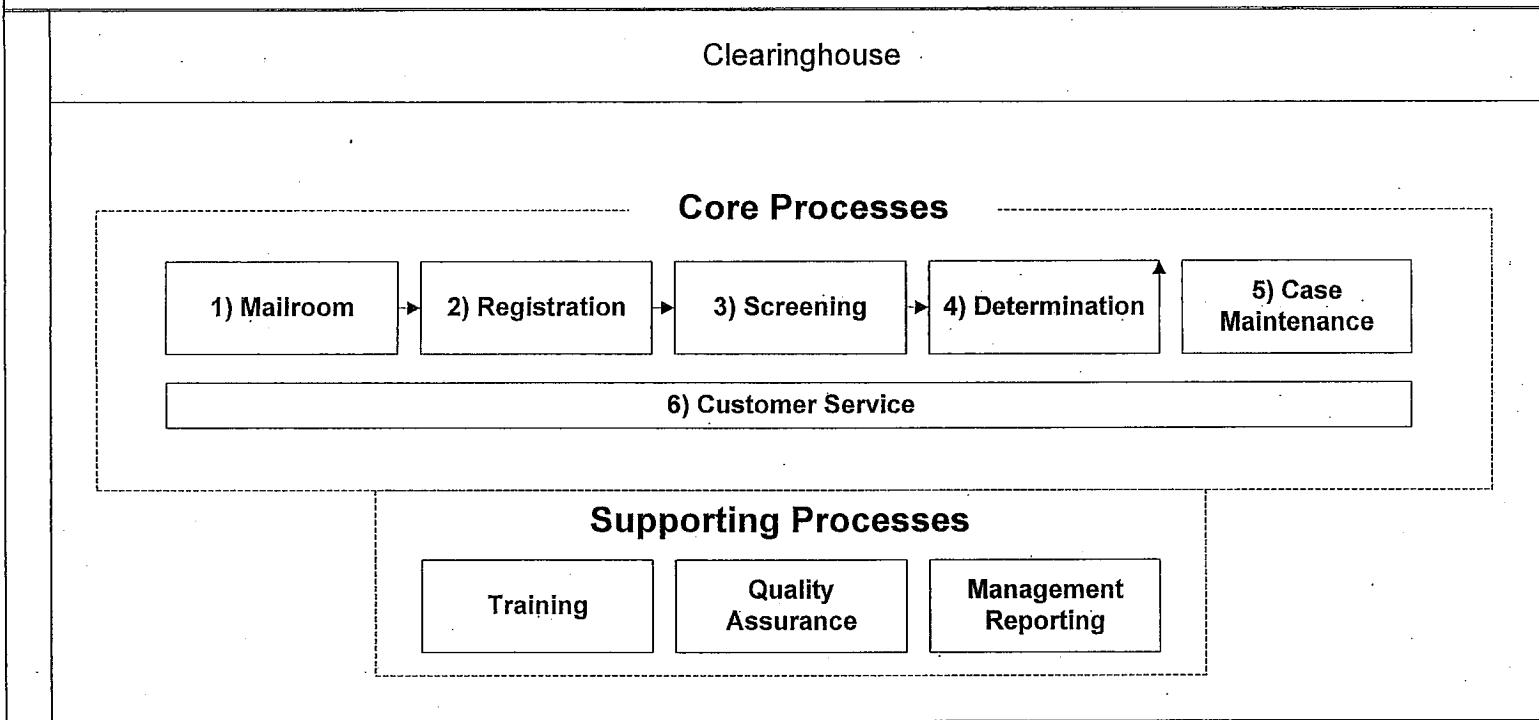 Clearinghouse
Core Processes
1) Mailroom
2) Registration
3) Screening
4) Determination
5) Case
Maintenance
6) Customer Service
Supporting Processes
Training
Quality
Assurance
Management
Reporting